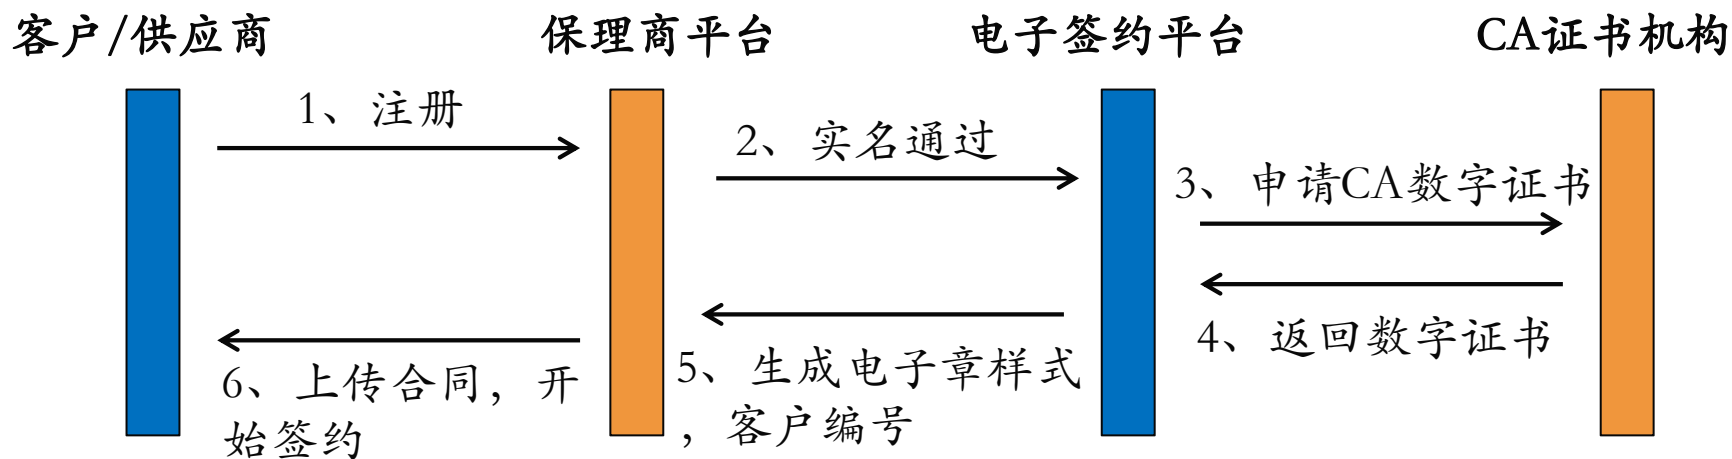 客户/供应商
保理商平台
电子签约平台
CA证书机构
1、注册
2、实名通过
3、申请CA数字证书
4、返回数字证书
5、生成电子章样式
，客户编号
6、上传合同，开
始签约